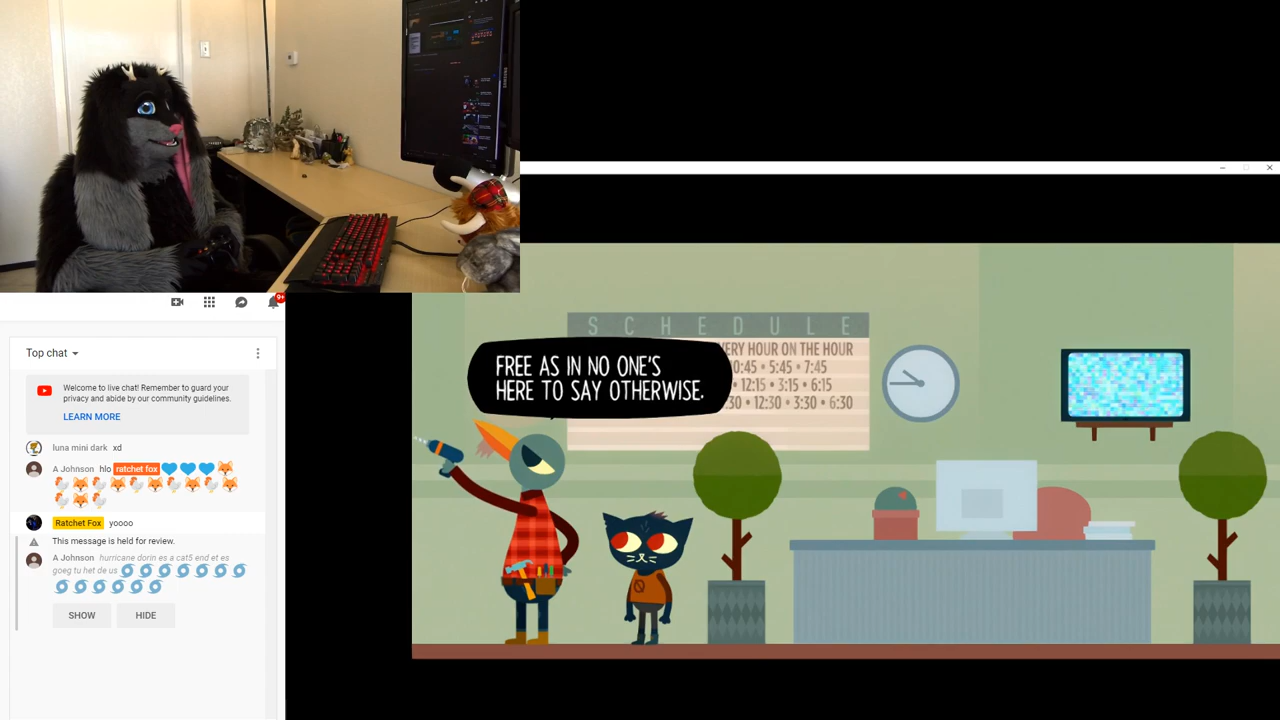 9+
Top chat
Welcome to live chat! Remember to guard your
privacy and abide by our community guidelines.
LEARN MORE
luna mini dark xd
A Johnson hlo ratchet fox
Ratchet Fox yoooo
This message is held for review.
A Johnson hurricane dorin es a cat5 end et es
goeg tu het de us
SHOW HIDE
SCHEDULE
VERY HOUR ON THE HOUR
0:45 • 5:45 • 7:45
• 12:15 • 3:15 • 6:15
:30 • 12:30 • 3:30 • 6:30
FREE AS IN NO ONE'S
HERE TO SAY OTHERWISE.